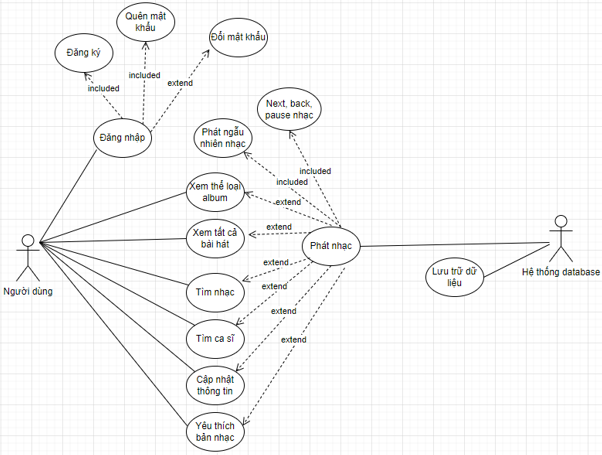 Quên mật
khẩu
Đổi mật khẩu
Đăng ký
included
included
extend
Đăng nhập
Next, back,
pause nhạc
Phát ngẫu
nhiên nhạc
included
included
Xem thể loại
album
extend
Xem tất cả
bài hát
extend
Phát nhạc
extend
extend
extend
extend
Người dùng
Tìm nhạc
Lưu trữ dữ
liệu
Hệ thống database
Tìm ca sĩ
Cập nhật
thông tin
Yêu thích
bản nhạc